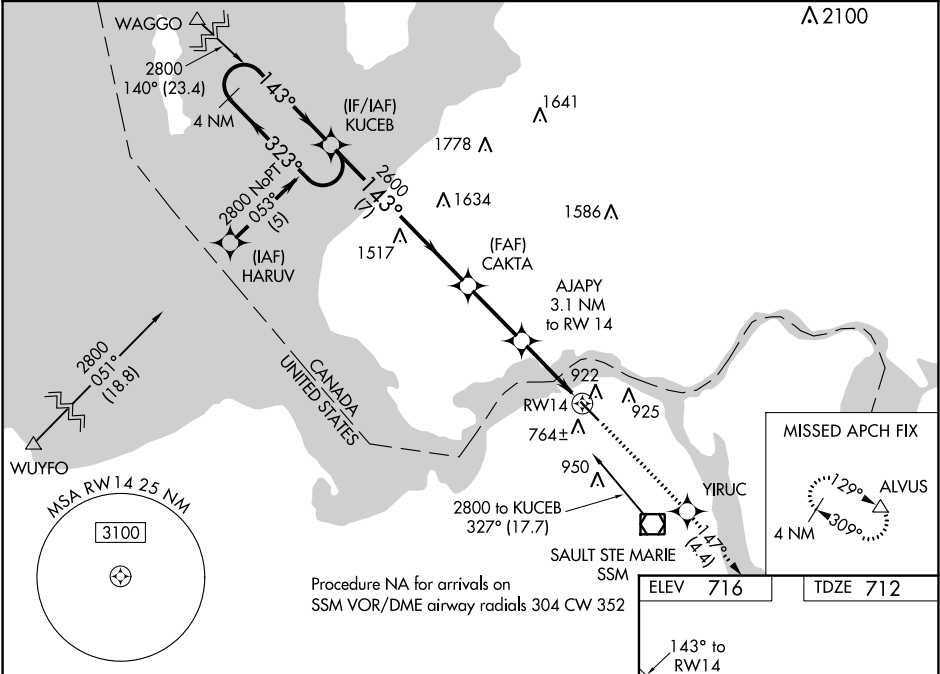 WAGGO
2100
2800
140° (23.4)
143°
4 NM
(IF/IAF)
KUCEB
1641
1778
323°
2800 NoPT
053°
(5)
2600
143°
(7)
1634
1586
(IAF)
HARUV
1517
(FAF)
CAKTA
AJAPY
3.1 NM
to RW 14
2800
051°
(18.8)
CANADA
UNITED STATES
922
925
RW14
764±
WUYFO
950
MISSED APCH FIX
129°
ALVUS
4 NM
309°
MSA RW14 25 NM
3100
2800 to KUCEB
327° (17.7)
YIRUC
147°
(4.4)
SAULT STE MARIE
SSM
Procedure NA for arrivals on
SSM VOR/DME airway radials 304 CW 352
ELEV 716
TDZE 712
143° to
RW14